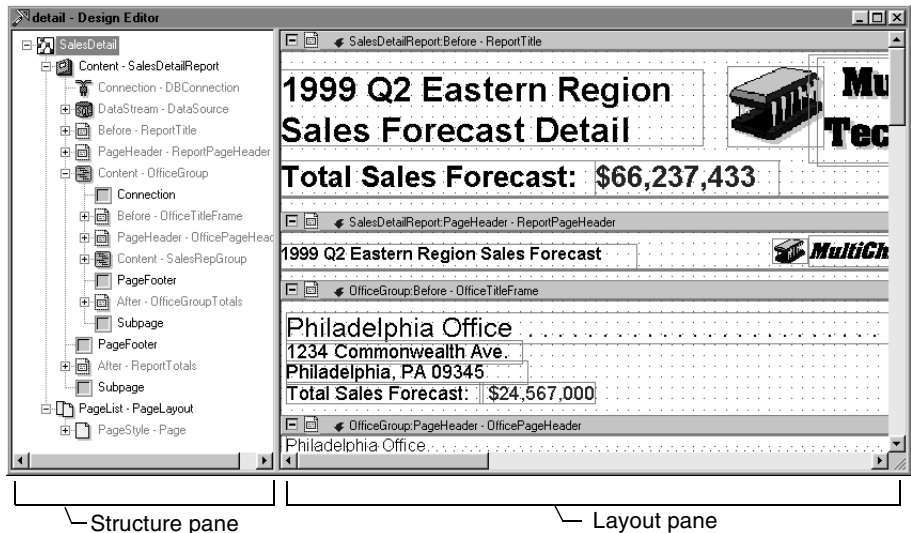 detail - Design Editor
SalesDetail
Content - SalesDetailReport
Connection - DBConnection
DataStream - DataSource
Before - ReportTitle
PageHeader - ReportPageHeader
Content - OfficeGroup
Connection
Before - OfficeTitleFrame
PageHeader - OfficePageHeac
Content - SalesRepGroup
PageFooter
After - OfficeGroupTotals
Subpage
PageFooter
After - ReportTotals
Subpage
PageList - PageLayout
PageStyle - Page
SalesDetailReport:Before - ReportTitle
1999 Q2 Eastern Region
Sales Forecast Detail
Mu
Tec
Total Sales Forecast: $66,237,433
SalesDetailReport:PageHeader - ReportPageHeader
1999 Q2 Eastern Region Sales Forecast
MultiCh
OfficeGroup:Before - OfficeTitleFrame
Philadelphia Office
1234 Commonwealth Ave.
Philadelphia, PA 09345
Total Sales Forecast: $24,567,000
OfficeGroup:PageHeader - OfficePageHeader
Philadelphia Office
Structure pane
Layout pane